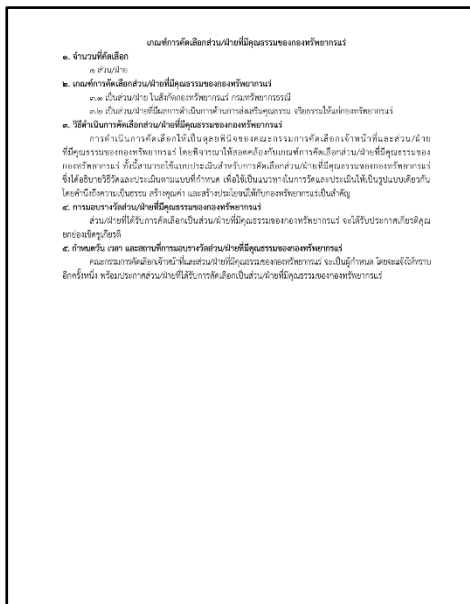 เกณฑ์การคัดเลือกส่วน/ฝ่ายที่มีคุณธรรมของกองทรัพยากรแร่
๑. จำนวนที่คัดเลือก
๑ ส่วน/ฝ่าย
๒. เกณฑ์การคัดเลือกส่วน/ฝ่ายที่มีคุณธรรมของกองทรัพยากรแร่
๓.๑ เป็นส่วน/ฝ่าย ในสังกัดกองทรัพยากรแร่ กรมทรัพยากรธรณี
๓.๒ เป็นส่วน/ฝ่ายที่มีผลการดำเนินการด้านการส่งเสริมคุณธรรม จริยธรรมให้แก่กองทรัพยากรแร่
๓. วิธีดำเนินการคัดเลือกส่วน/ฝ่ายที่มีคุณธรรมของกองทรัพยากรแร่
การดำเนินการคัดเลือกให้เป็นดุลยพินิจของคณะกรรมการคัดเลือกเจ้าหน้าที่และส่วน/ฝ่าย
ที่มีคุณธรรมของกองทรัพยากรแร่ โดยพิจารณาให้สอดคล้องกับเกณฑ์การคัดเลือกส่วน/ฝ่ายที่มีคุณธรรมของ
กองทรัพยากรแร่ ทั้งนี้สามารถใช้แบบประเมินสำหรับการคัดเลือกส่วน/ฝ่ายที่มีคุณธรรมของกองทรัพยากรแร่
ซึ่งได้อธิบายวิธีวัดและประเมินตามแบบที่กำหนด เพื่อใช้เป็นแนวทางในการวัดและประเมินให้เป็นรูปแบบเดียวกัน
โดยคำนึงถึงความเป็นธรรม สร้างคุณค่า และสร้างประโยชน์ให้กับกองทรัพยากรแร่เป็นสำคัญ
๔. การมอบรางวัลส่วน/ฝ่ายที่มีคุณธรรมของกองทรัพยากรแร่
ส่วน/ฝ่ายที่ได้รับการคัดเลือกเป็นส่วน/ฝ่ายที่มีคุณธรรมของกองทรัพยากรแร่ จะได้รับประกาศเกียรติคุณ
ยกย่องเชิดชูเกียรติ
๕. กำหนดวัน เวลา และสถานที่การมอบรางวัลส่วน/ฝ่ายที่มีคุณธรรมของกองทรัพยากรแร่
คณะกรรมการคัดเลือกเจ้าหน้าที่และส่วน/ฝ่ายที่มีคุณธรรมของกองทรัพยากรแร่ จะเป็นผู้กำหนด โดยจะแจ้งให้ทราบ
อีกครั้งหนึ่ง พร้อมประกาศส่วน/ฝ่ายที่ได้รับการคัดเลือกเป็นส่วน/ฝ่ายที่มีคุณธรรมของกองทรัพยากรแร่